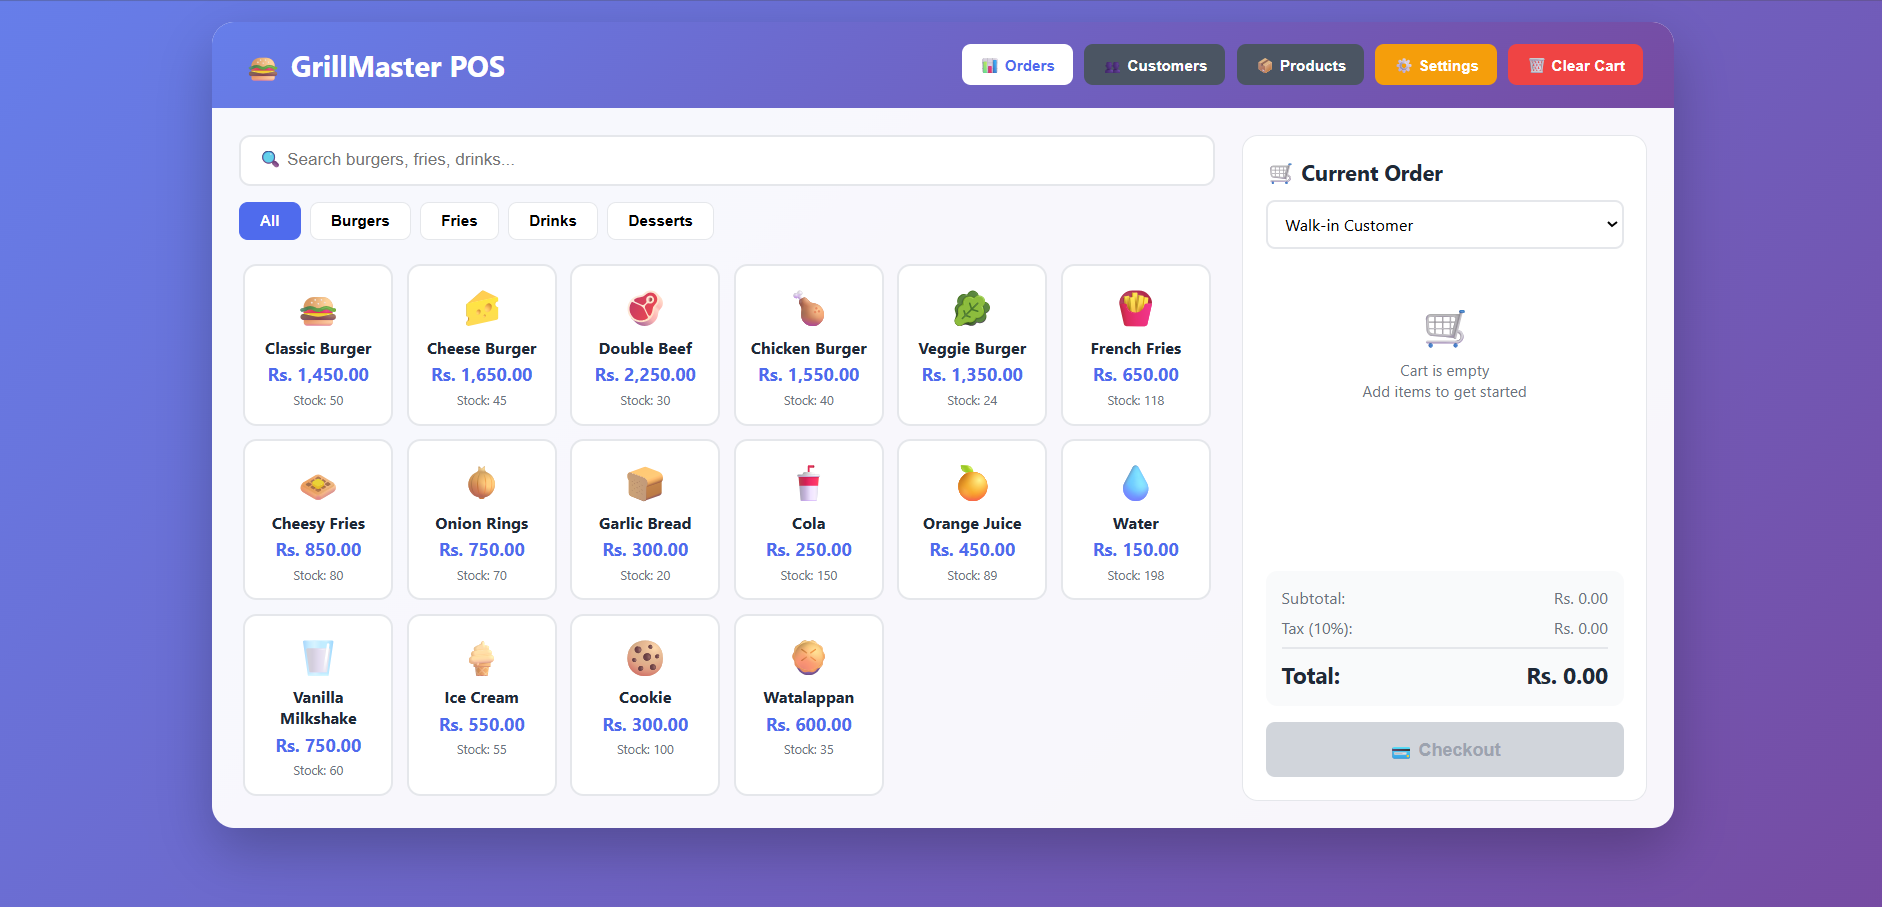 GrillMaster POS
Orders
Customers
Products
Settings
Clear Cart
Search burgers, fries, drinks...
All
Burgers
Fries
Drinks
Desserts
Classic Burger
Rs. 1,450.00
Stock: 50
Cheese Burger
Rs. 1,650.00
Stock: 45
Double Beef
Rs. 2,250.00
Stock: 30
Chicken Burger
Rs. 1,550.00
Stock: 40
Veggie Burger
Rs. 1,350.00
Stock: 24
French Fries
Rs. 650.00
Stock: 118
Cheesy Fries
Rs. 850.00
Stock: 80
Onion Rings
Rs. 750.00
Stock: 70
Garlic Bread
Rs. 300.00
Stock: 20
Cola
Rs. 250.00
Stock: 150
Orange Juice
Rs. 450.00
Stock: 89
Water
Rs. 150.00
Stock: 198
Vanilla
Milkshake
Rs. 750.00
Stock: 60
Ice Cream
Rs. 550.00
Stock: 55
Cookie
Rs. 300.00
Stock: 100
Watalappan
Rs. 600.00
Stock: 35
Current Order
Walk-in Customer
Cart is empty
Add items to get started
Subtotal: Rs. 0.00
Tax (10%): Rs. 0.00
Total: Rs. 0.00
Checkout